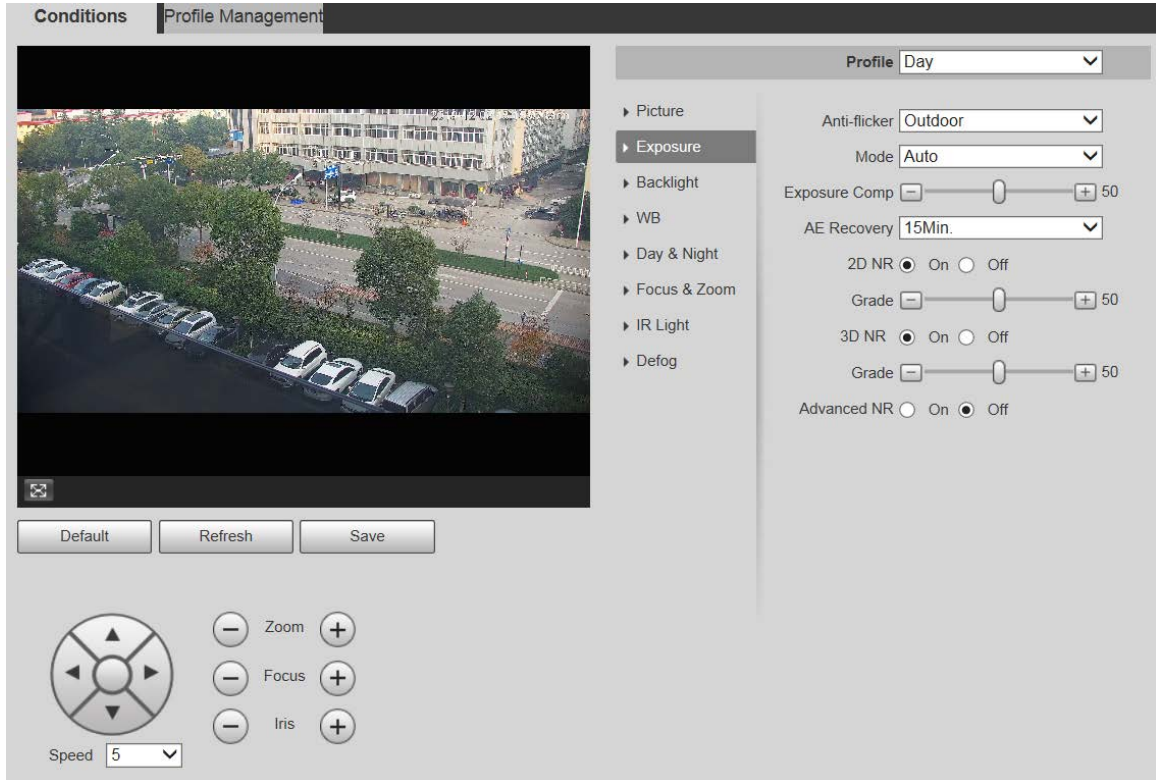 Conditions
Profile Management
Profile Day
Picture
Exposure
Backlight
WB
Day & Night
Focus & Zoom
IR Light
Defog
Anti-flicker Outdoor
Mode Auto
Exposure Comp 50
AE Recovery 15Min.
2D NR On Off
Grade 50
3D NR On Off
Grade 50
Advanced NR On Off
Default Refresh Save
Zoom
Focus
Iris
Speed 5